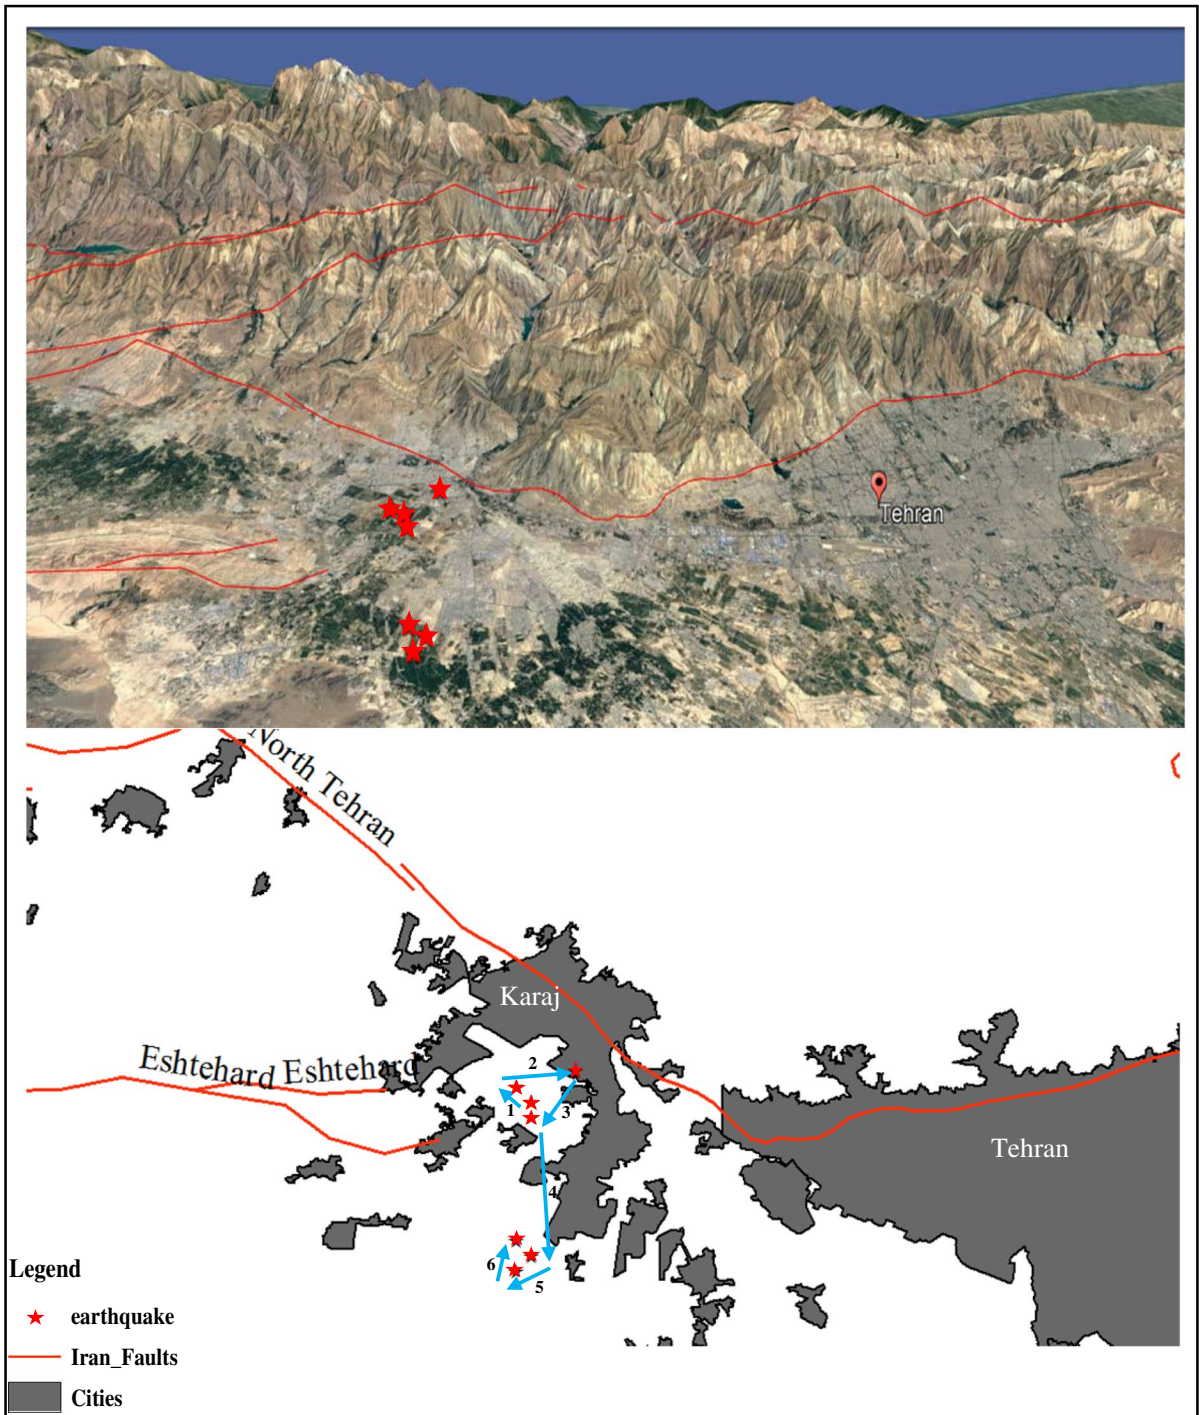 Tehran
North Tehran
Karaj
Eshtehard Eshtehard
2
1
3
Tehran
4
6
5
Legend
earthquake
Iran_Faults
Cities